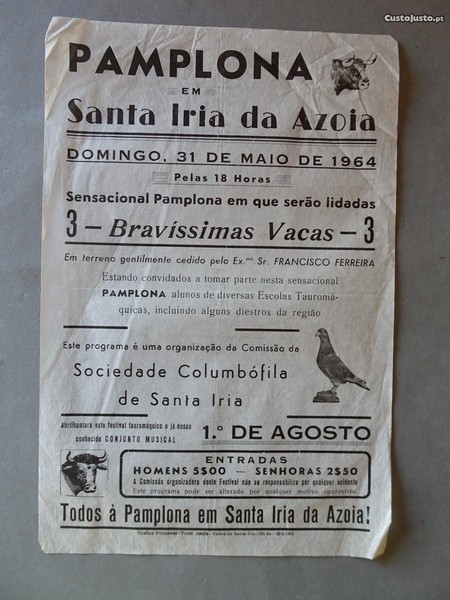 CustoJusto.pt
PAMPLONA
EM
Santa Iria da Azoia
DOMINGO, 31 DE MAIO DE 1964
Pelas 18 Horas
Sensacional Pamplona em que serão lidadas
3 — Bravíssimas Vacas — 3
Em terreno gentilmente cedido pelo Ex.mo Sr. FRANCISCO FERREIRA
Estando convidados a tomar parte nesta sensacional
PAMPLONA alunos de diversas Escolas Tauromá-
quicas, incluindo alguns diestros da região
Este programa é uma organização da Comissão da
Sociedade Columbófila
de Santa Iria
Abrilhantará este festival tauromáquico o já nosso
conhecido CONJUNTO MUSICAL
1.º DE AGOSTO
ENTRADAS
HOMENS 5$00 — SENHORAS 2$50
A Comissão organizadora deste Festival não se responsabiliza por qualquer acidente
Este programa pode ser alterado por qualquer motivo imprevisto
Todos à Pamplona em Santa Iria da Azoia!